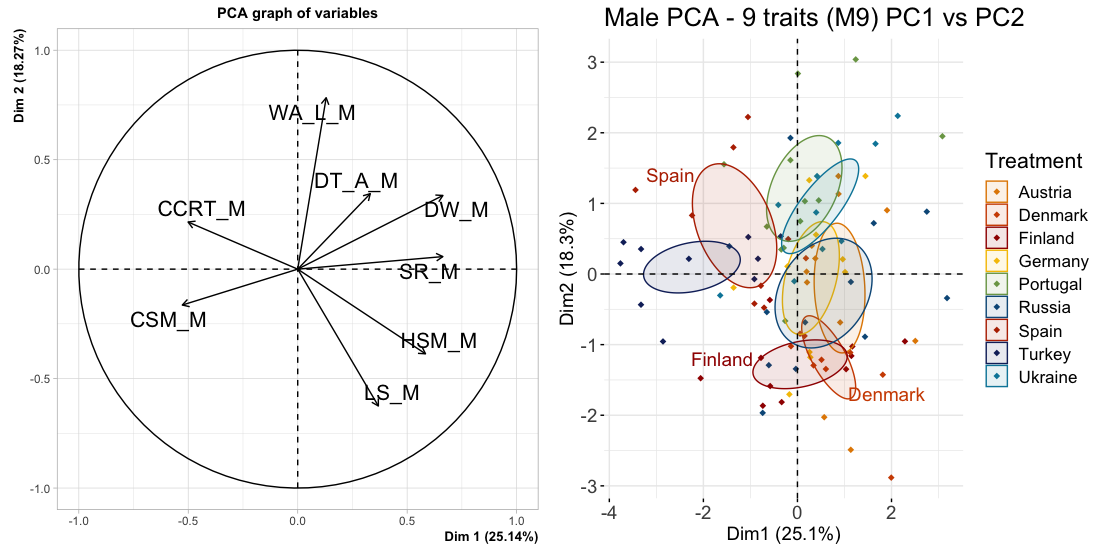 PCA graph of variables
Dim 2 (18.27%)
1.0
0.5
0.0
-0.5
-1.0
WA_L_M
DT_A_M
CCRT_M
DW_M
SR_M
CSM_M
HSM_M
LS_M
-1.0
-0.5
0.0
0.5
1.0
Dim 1 (25.14%)
Male PCA - 9 traits (M9) PC1 vs PC2
Dim2 (18.3%)
3
2
1
0
-1
-2
-3
Spain
Finland
Denmark
-4
-2
0
2
Dim1 (25.1%)
Treatment
Austria
Denmark
Finland
Germany
Portugal
Russia
Spain
Turkey
Ukraine